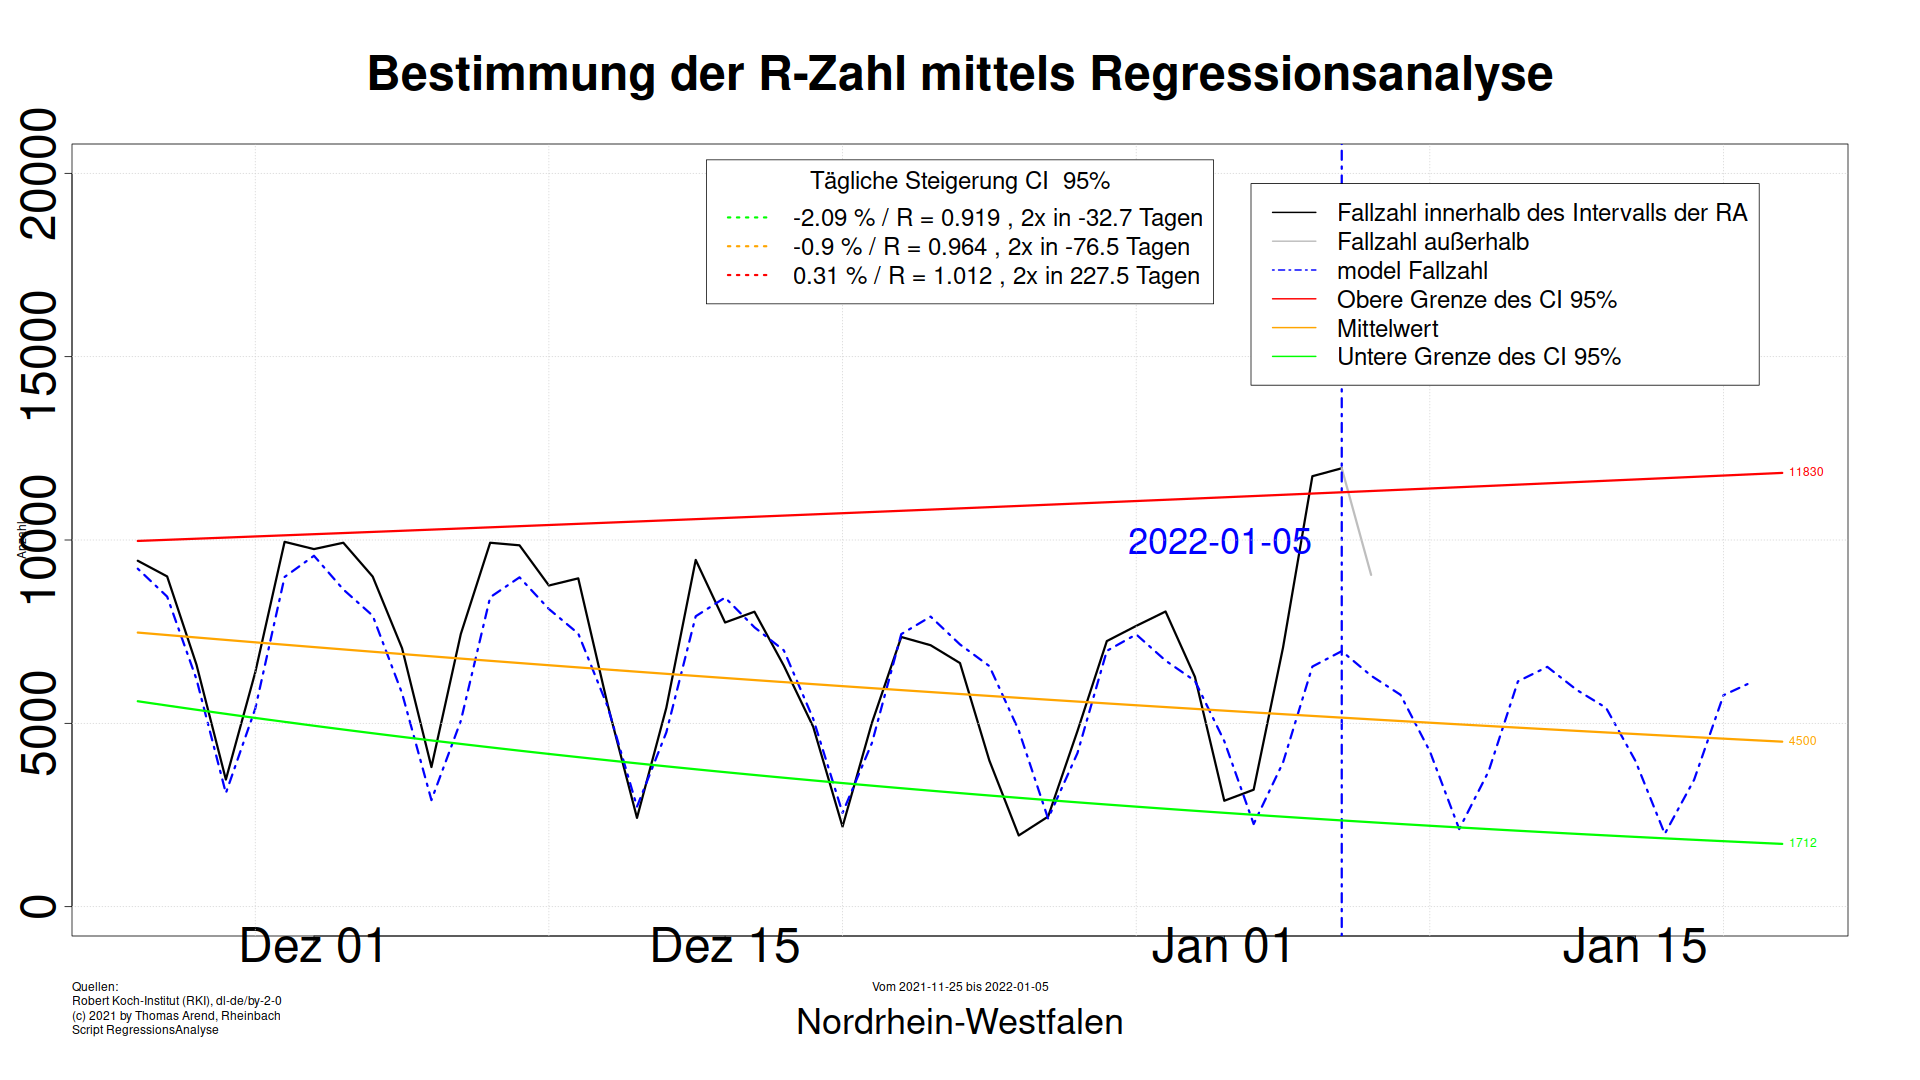 Bestimmung der R-Zahl mittels Regressionsanalyse
20000
15000
10000
5000
0
Anzahl
Tägliche Steigerung CI  95%
-2.09 % / R = 0.919 , 2x in -32.7 Tagen
-0.9 % / R = 0.964 , 2x in -76.5 Tagen
0.31 % / R = 1.012 , 2x in 227.5 Tagen
Fallzahl innerhalb des Intervalls der RA
Fallzahl außerhalb
model Fallzahl
Obere Grenze des CI 95%
Mittelwert
Untere Grenze des CI 95%
11830
2022-01-05
4500
1712
Dez 01
Dez 15
Jan 01
Jan 15
Quellen:
Robert Koch-Institut (RKI), dl-de/by-2-0
(c) 2021 by Thomas Arend, Rheinbach
Script RegressionsAnalyse
Vom 2021-11-25 bis 2022-01-05
Nordrhein-Westfalen